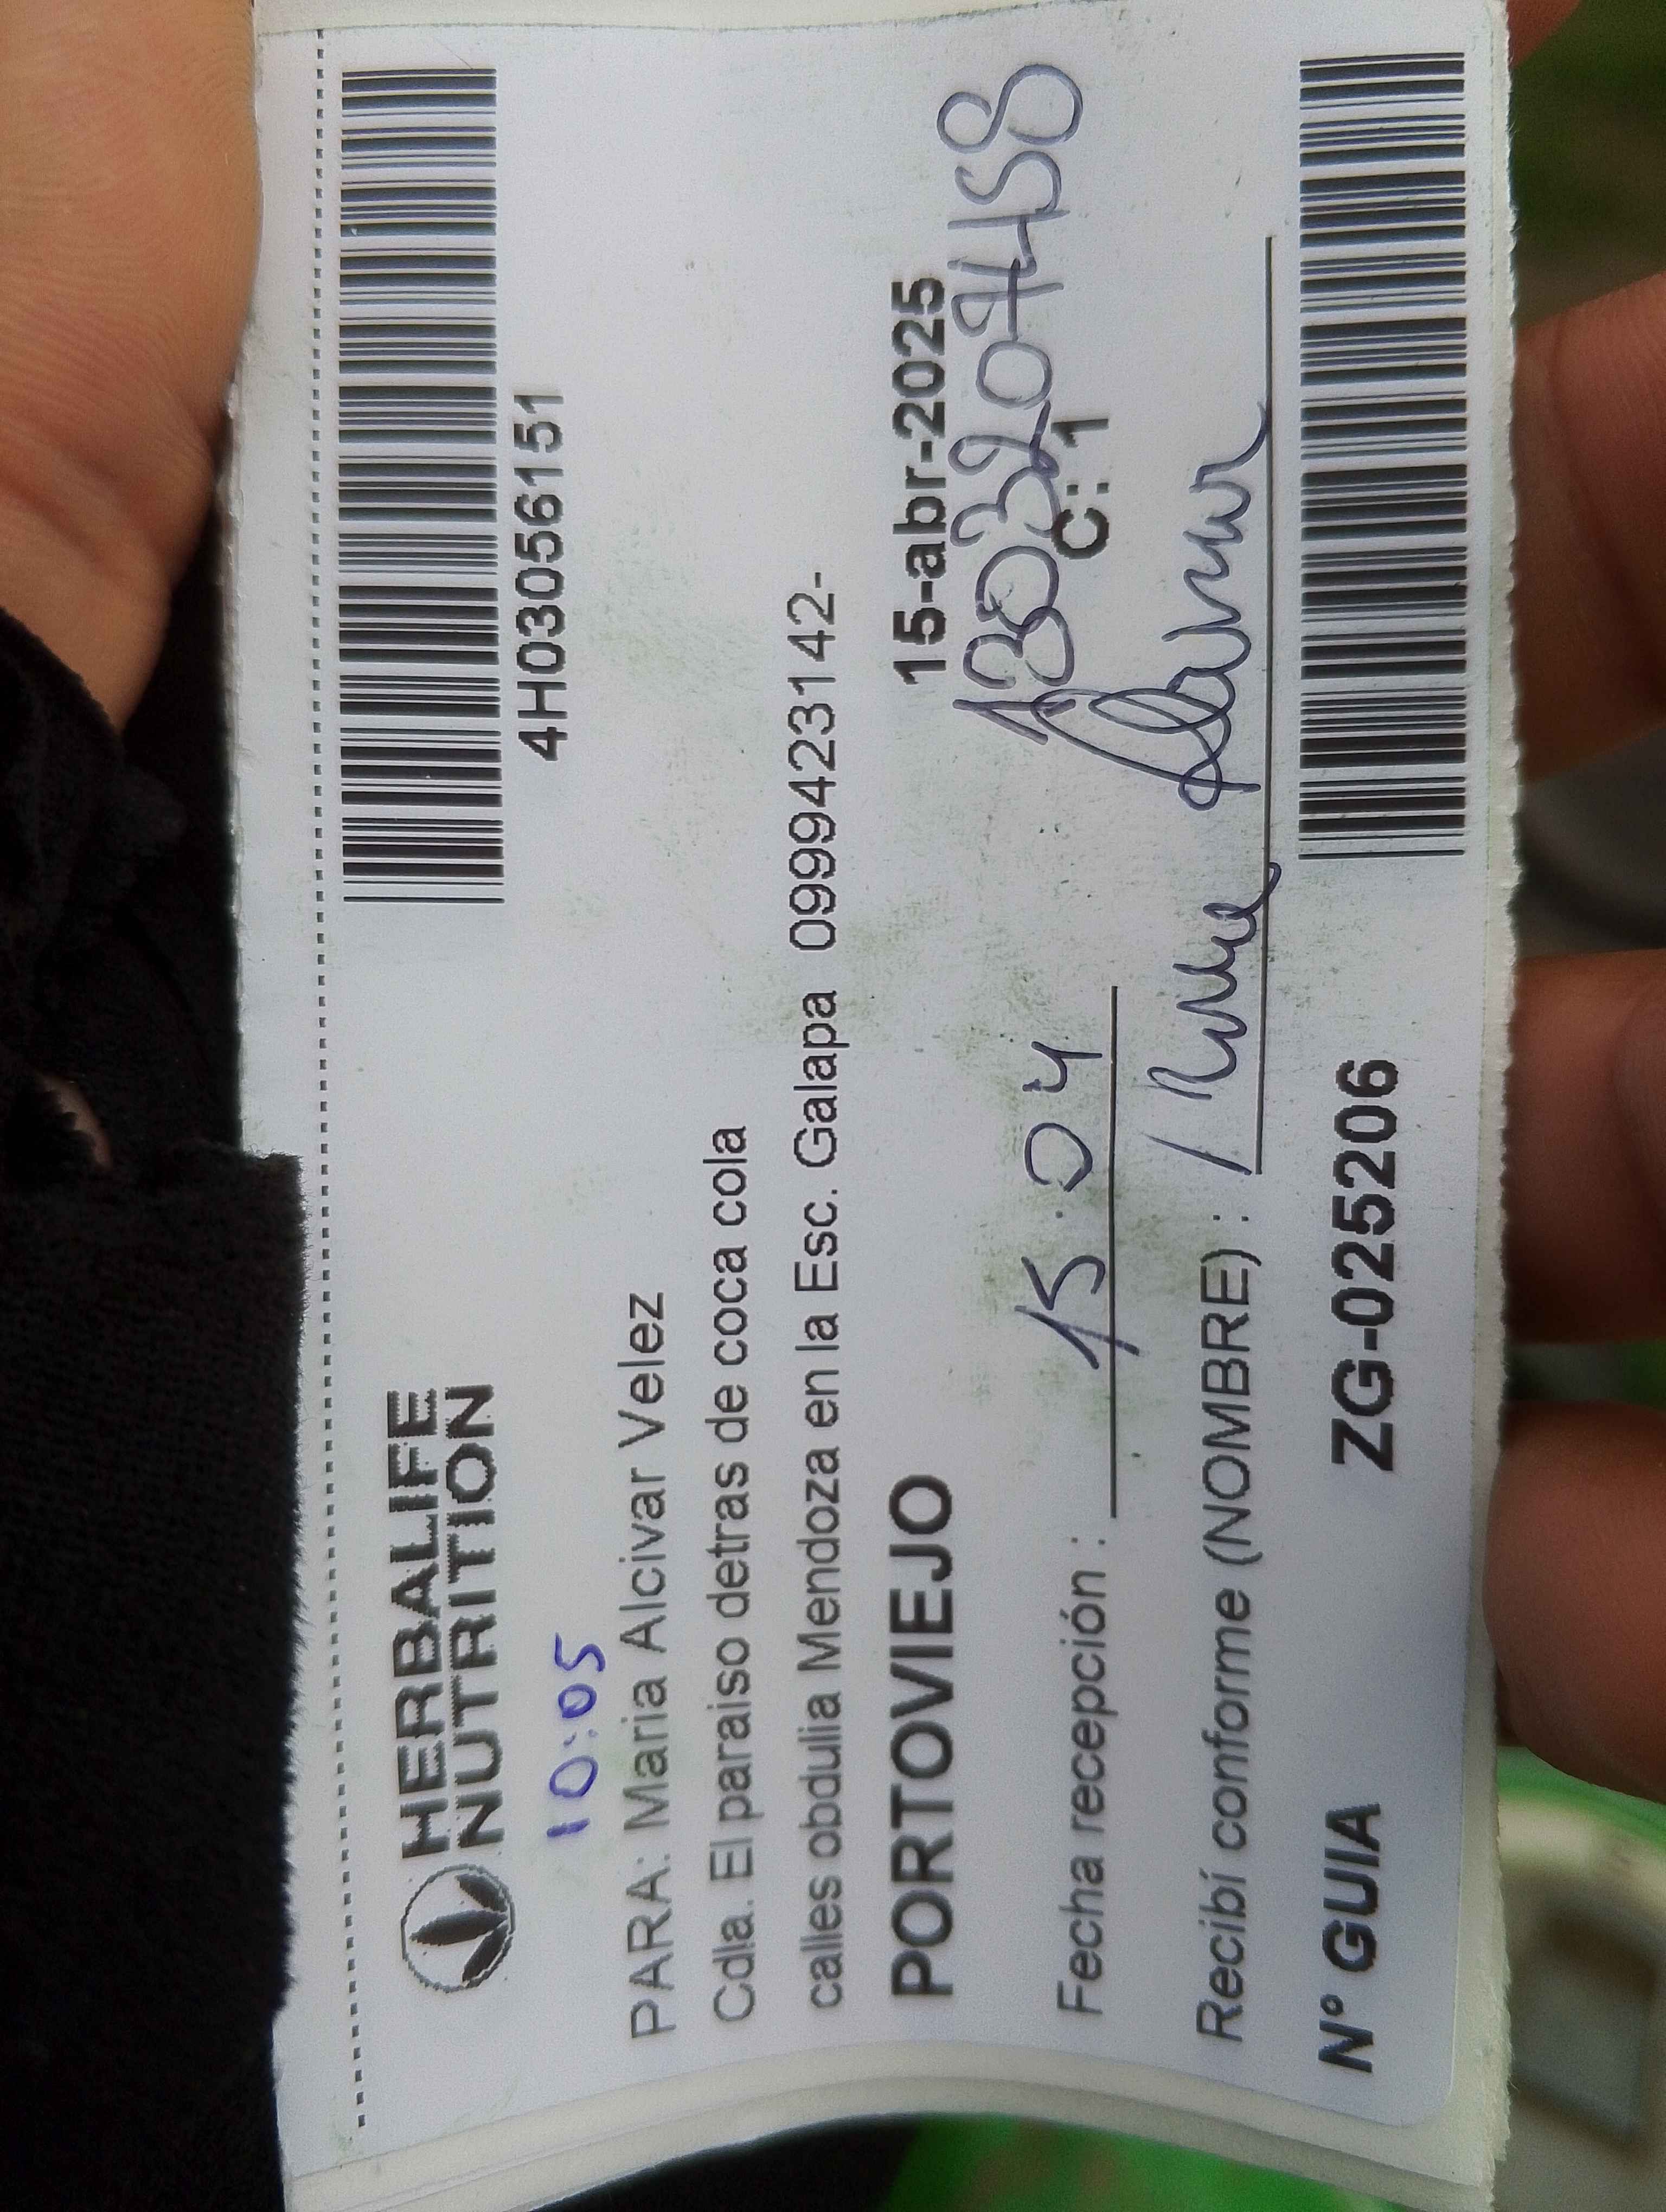 HERBALIFE
NUTRITION
4H03056151
10:05
PARA: Maria Alcivar Velez
Cdla. El paraiso detras de coca cola
calles obdulia Mendoza en la Esc. Galapa 0999423142-
PORTOVIEJO 15-abr-2025
Fecha recepción : 15.04 C: 1
Recibí conforme (NOMBRE) :
N° GUIA ZG-025206